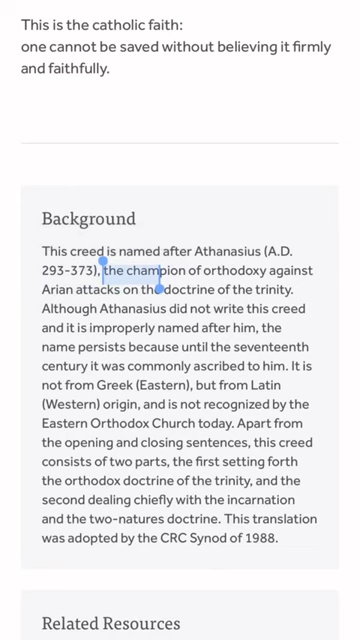 This is the catholic faith:
one cannot be saved without believing it firmly
and faithfully.
Background
This creed is named after Athanasius (A.D.
293-373), the champion of orthodoxy against
Arian attacks on the doctrine of the trinity.
Although Athanasius did not write this creed
and it is improperly named after him, the
name persists because until the seventeenth
century it was commonly ascribed to him. It is
not from Greek (Eastern), but from Latin
(Western) origin, and is not recognized by the
Eastern Orthodox Church today. Apart from
the opening and closing sentences, this creed
consists of two parts, the first setting forth
the orthodox doctrine of the trinity, and the
second dealing chiefly with the incarnation
and the two-natures doctrine. This translation
was adopted by the CRC Synod of 1988.
Related Resources